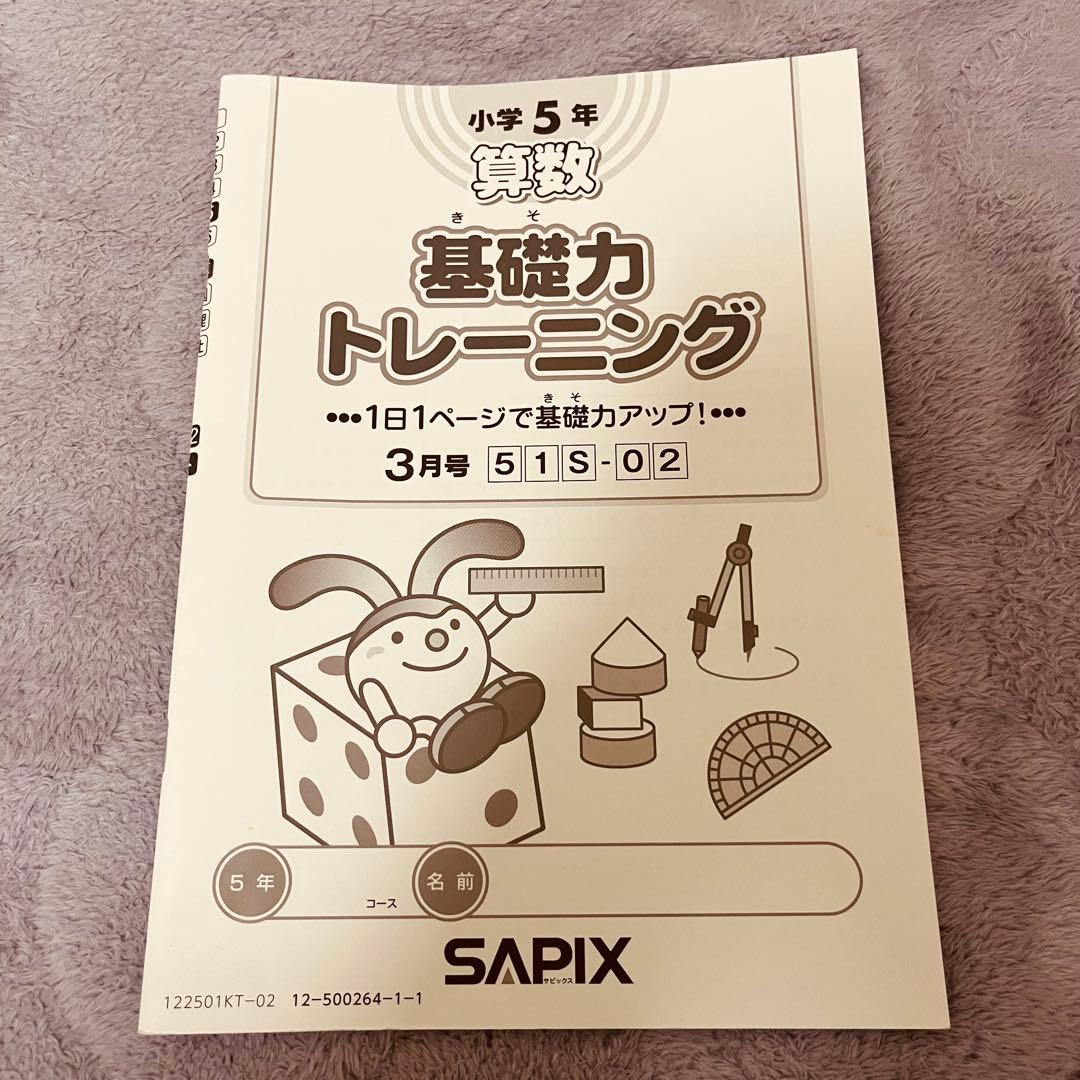 小学5年
算数
きそ
基礎力
トレーニング
きそ
•••1日1ページで基礎力アップ!•••
3月号 51S-02
5年
コース
名前
SAPIX
サピックス
122501KT-02 12-500264-1-1